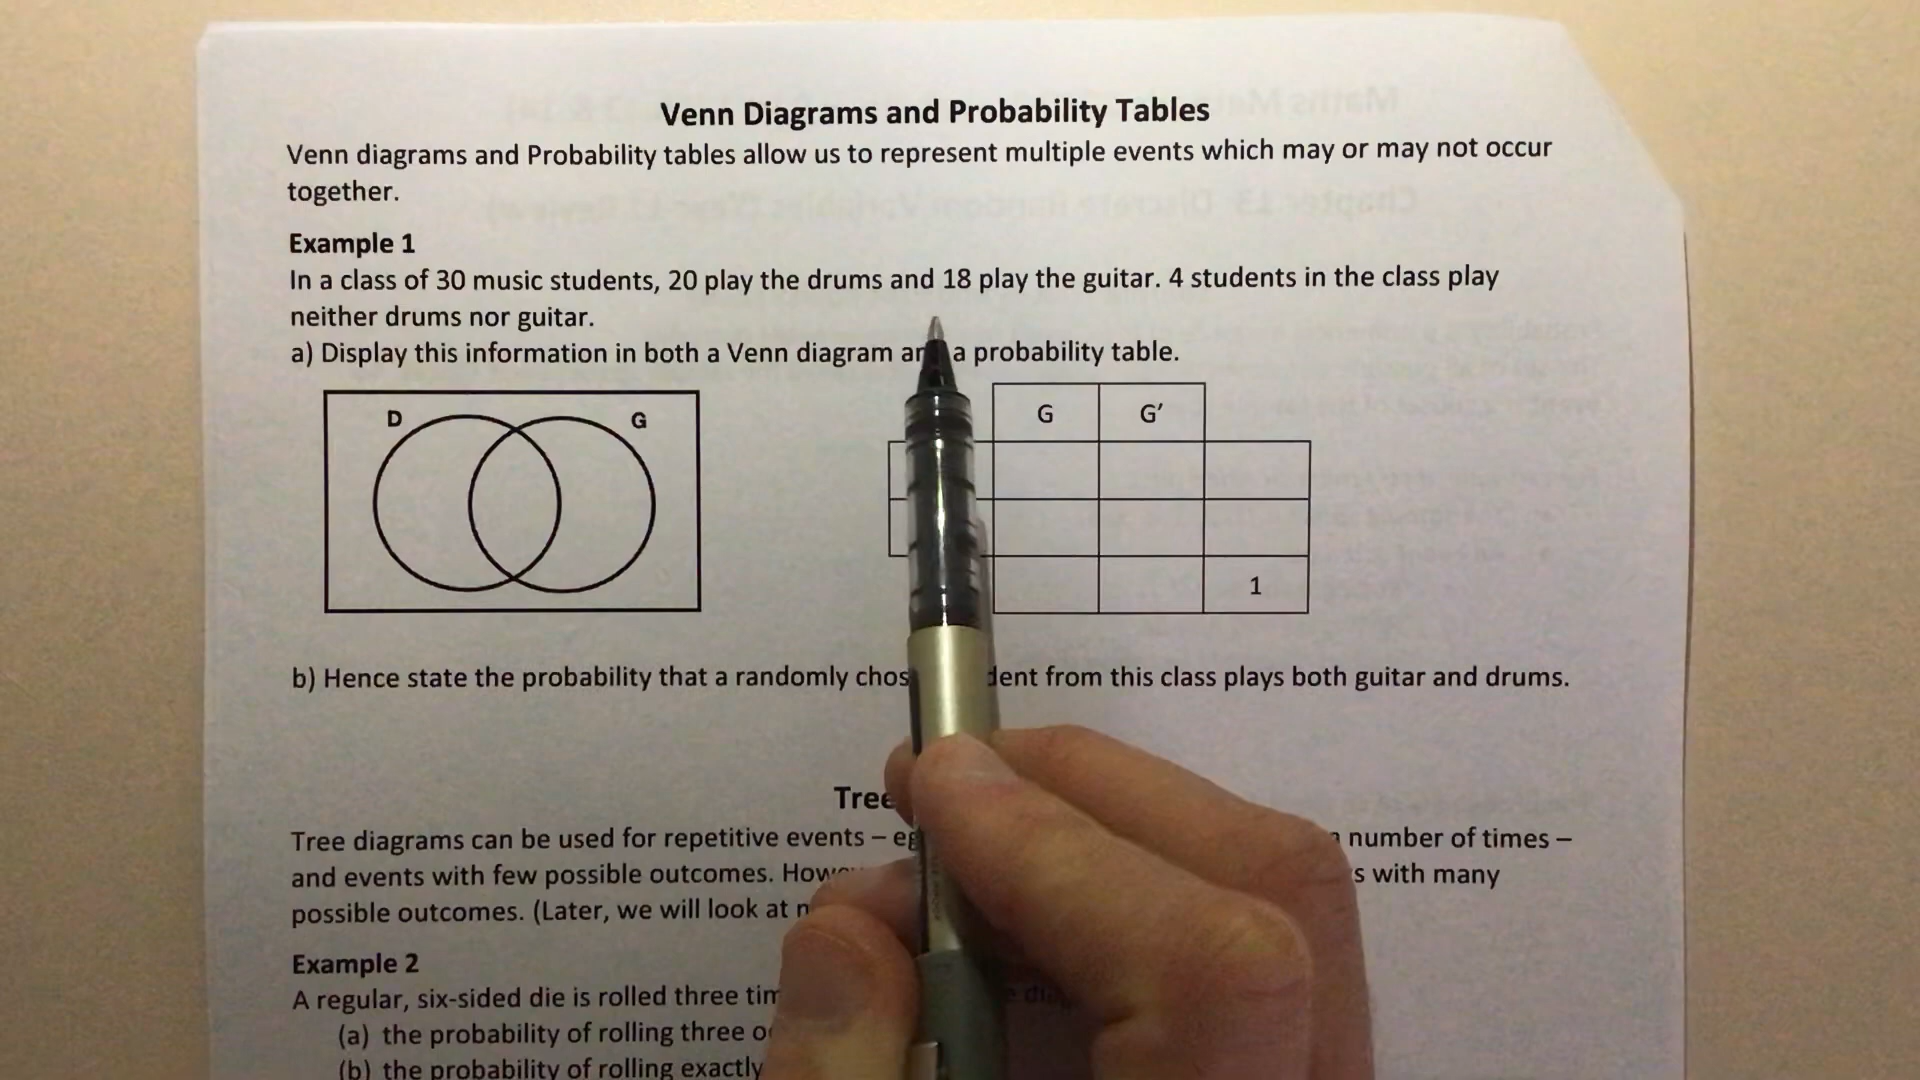 Venn Diagrams and Probability Tables
Venn diagrams and Probability tables allow us to represent multiple events which may or may not occur
together.
Example 1
In a class of 30 music students, 20 play the drums and 18 play the guitar. 4 students in the class play
neither drums nor guitar.
a) Display this information in both a Venn diagram a probability table.
D G
G G′
1
b) Hence state the probability that a randomly from this class plays both guitar and drums.
Tree
Tree diagrams can be used for repetitive events – number of times –
and events with few possible outcomes. with many
possible outcomes. (Later, we will look at
Example 2
A regular, six-sided die is rolled three
(a) the probability of rolling three
(b) the probability of rolling exactly